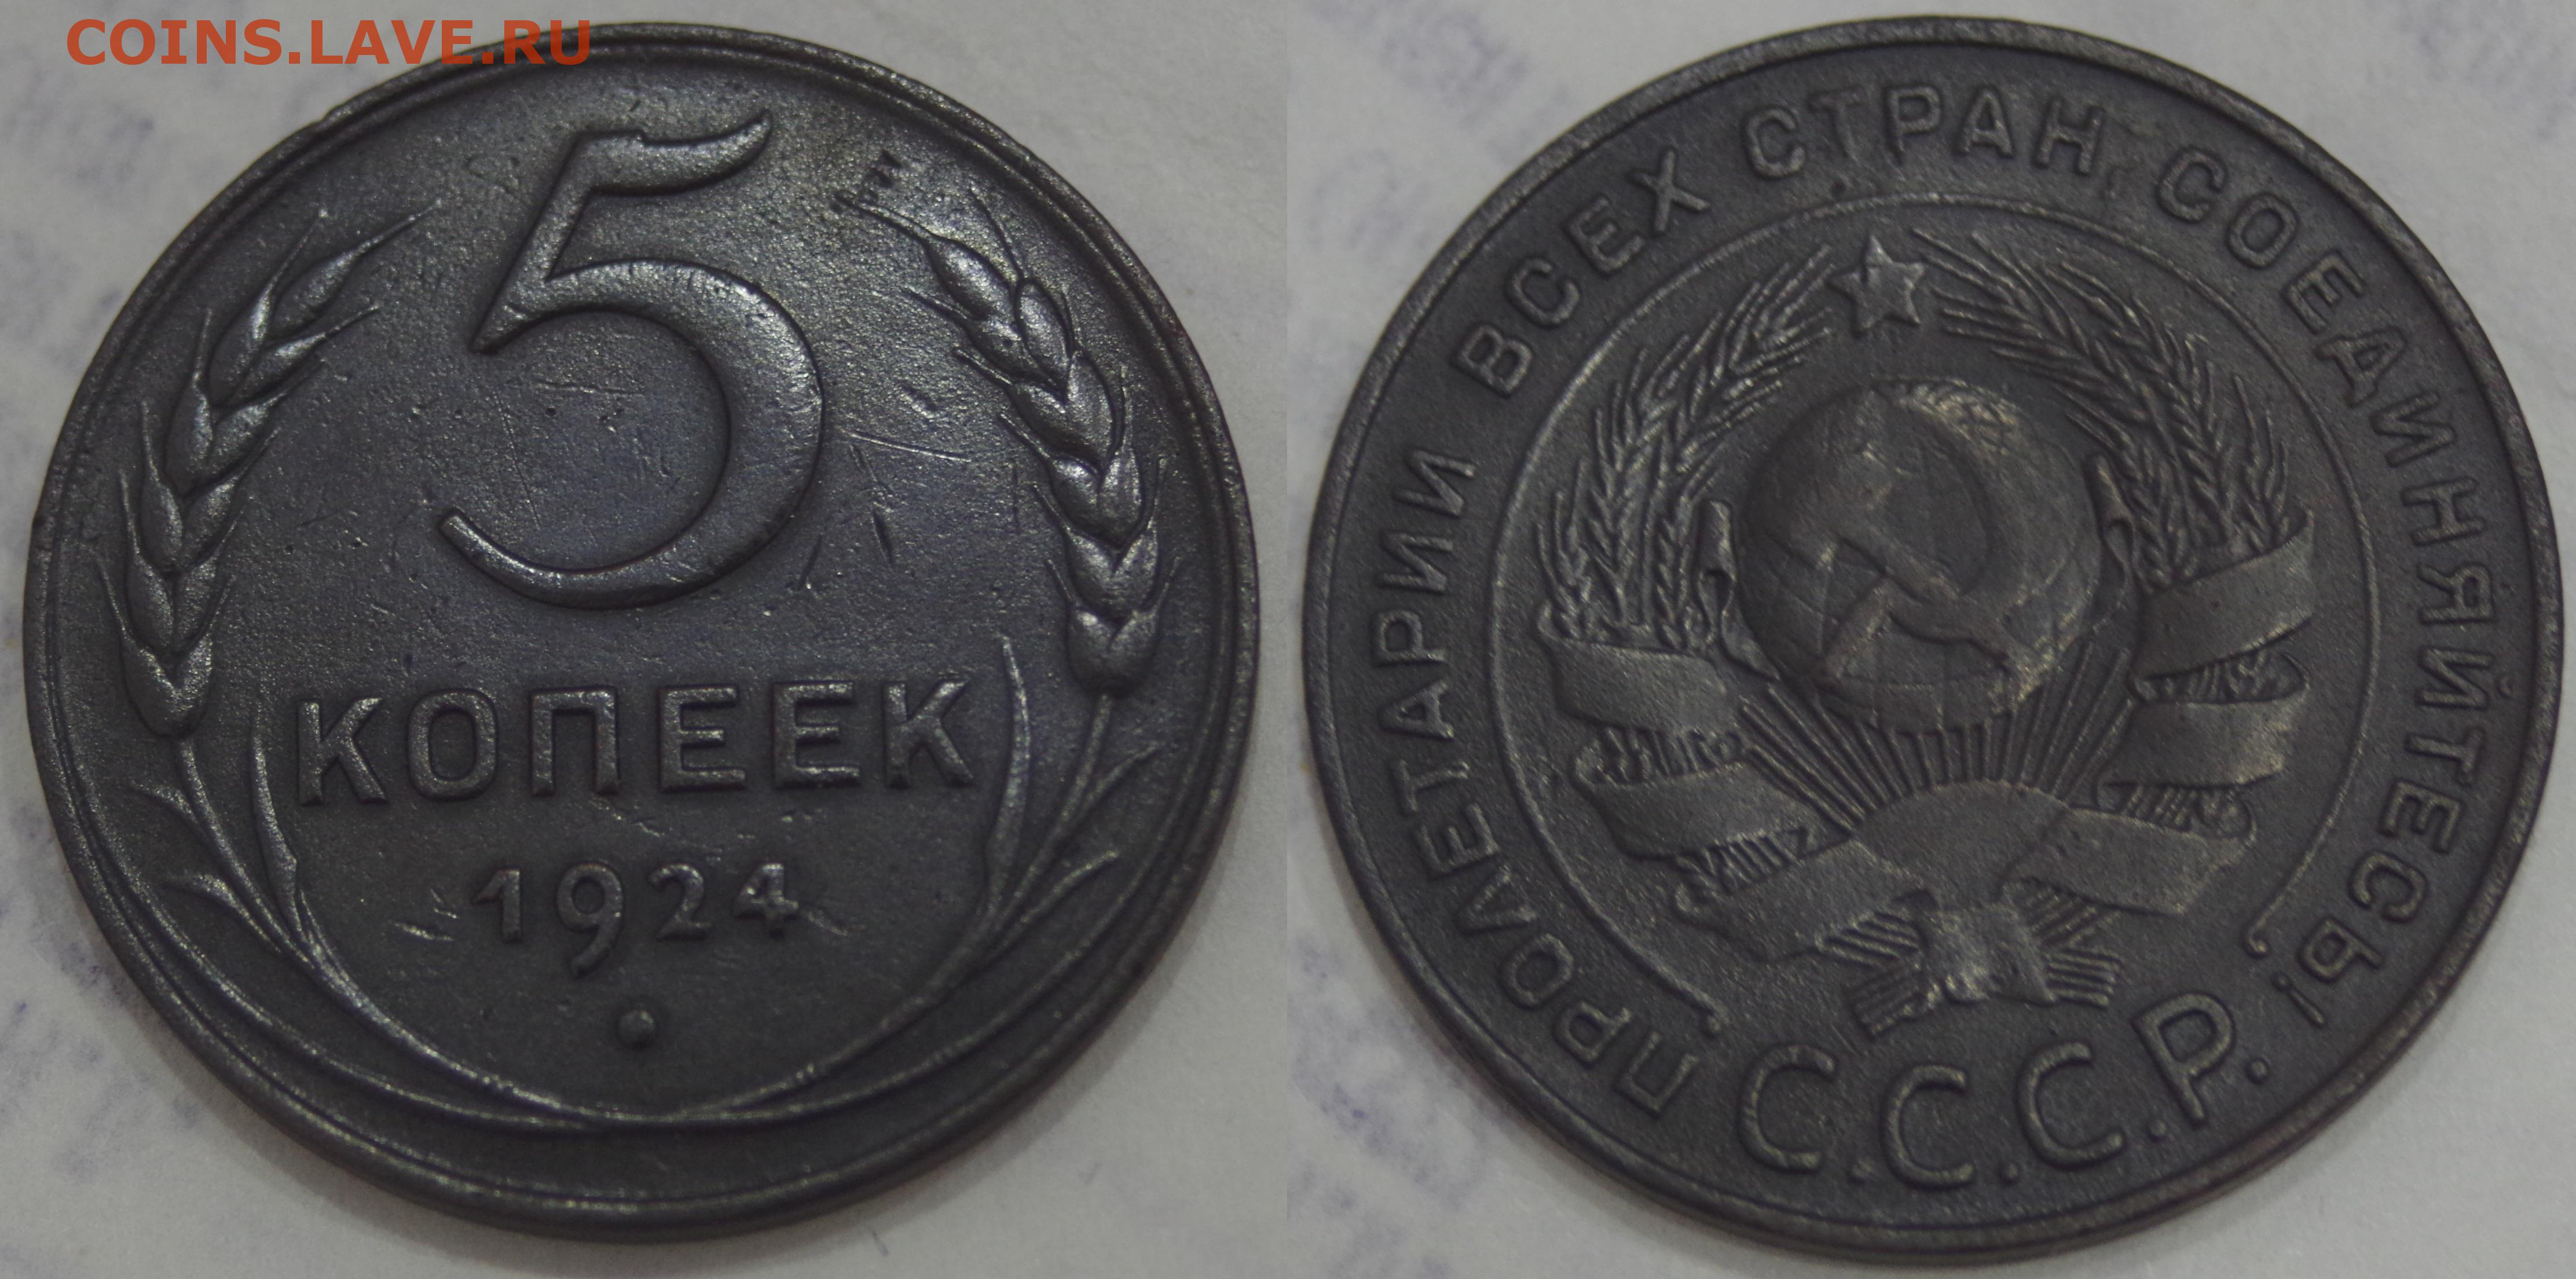 COINS.LAVE.RU
5
КОПЕЕК
1924
ПРОЛЕТАРИИ ВСЕХ СТРАН, СОЕДИНЯЙТЕСЬ!
С.С.С.Р.